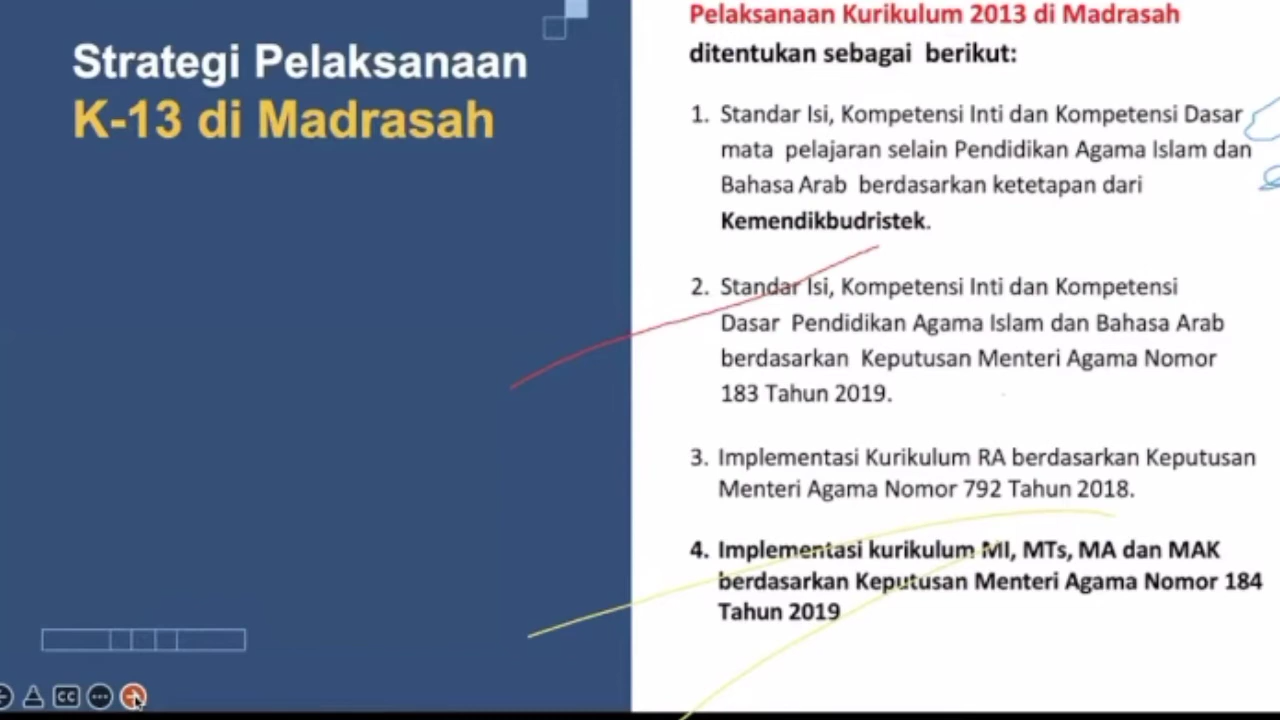 Strategi Pelaksanaan
K-13 di Madrasah
Pelaksanaan Kurikulum 2013 di Madrasah
ditentukan sebagai berikut:
1. Standar Isi, Kompetensi Inti dan Kompetensi Dasar
mata pelajaran selain Pendidikan Agama Islam dan
Bahasa Arab berdasarkan ketetapan dari
Kemendikbudristek.
2. Standar Isi, Kompetensi Inti dan Kompetensi
Dasar Pendidikan Agama Islam dan Bahasa Arab
berdasarkan Keputusan Menteri Agama Nomor
183 Tahun 2019.
3. Implementasi Kurikulum RA berdasarkan Keputusan
Menteri Agama Nomor 792 Tahun 2018.
4. Implementasi kurikulum MI, MTs, MA dan MAK
berdasarkan Keputusan Menteri Agama Nomor 184
Tahun 2019
CC